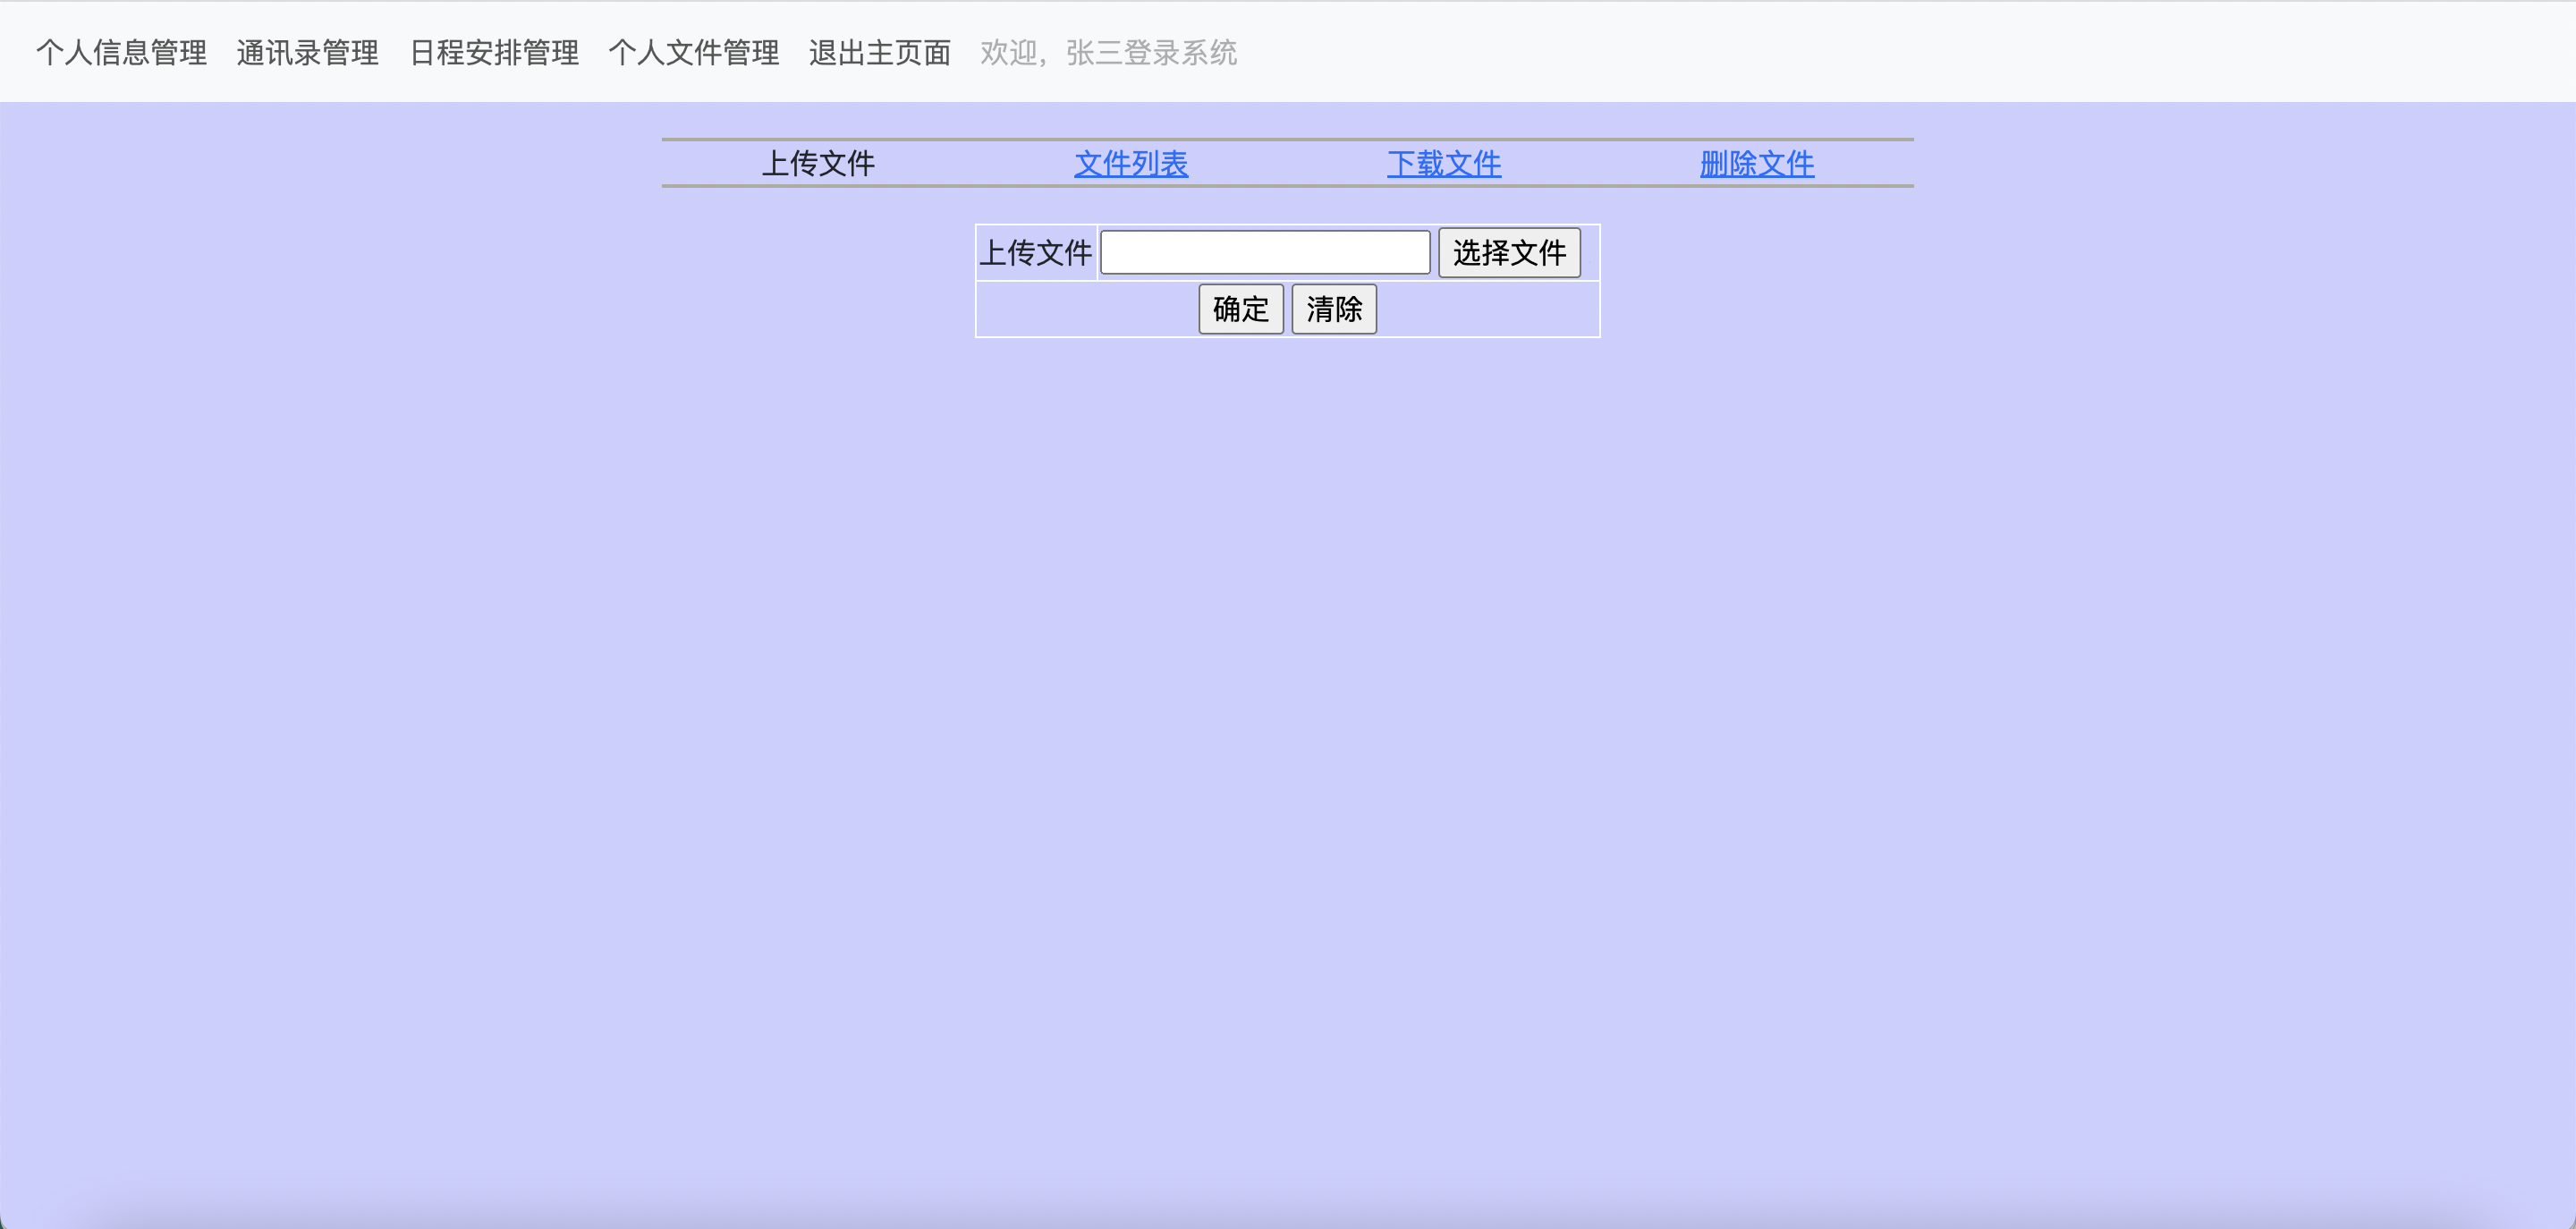 个人信息管理 通讯录管理 日程安排管理 个人文件管理 退出主页面 欢迎，张三登录系统
上传文件 文件列表 下载文件 删除文件
上传文件 选择文件
确定 清除